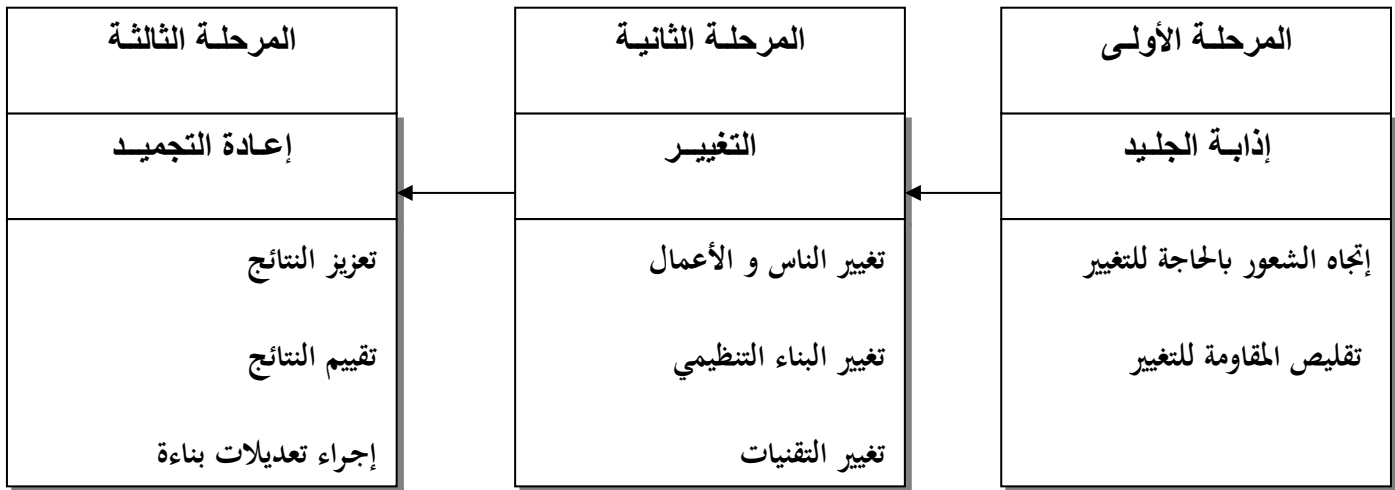 المرحلة الأولى
إذابة الجليد
إتجاه الشعور بالحاجة للتغيير
تقليص المقاومة للتغيير
المرحلة الثانية
التغيير
تغيير الناس و الأعمال
تغيير البناء التنظيمي
تغيير التقنيات
المرحلة الثالثة
إعادة التجميد
تعزيز النتائج
تقييم النتائج
إجراء تعديلات بناءة